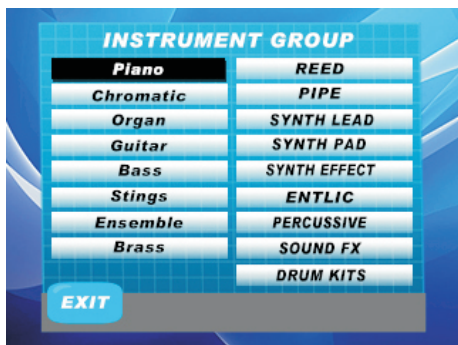 INSTRUMENT GROUP
Piano
Chromatic
Organ
Guitar
Bass
Stings
Ensemble
Brass
REED
PIPE
SYNTH LEAD
SYNTH PAD
SYNTH EFFECT
ENTLIC
PERCUSSIVE
SOUND FX
DRUM KITS
EXIT